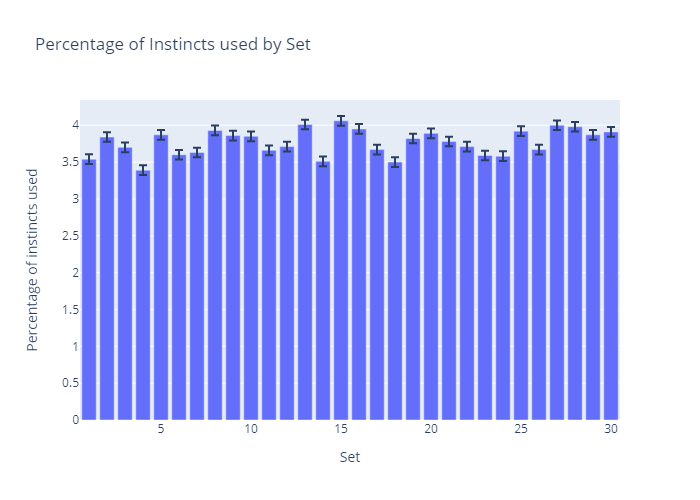 Percentage of Instincts used by Set
Percentage of instincts used
4
3.5
3
2.5
2
1.5
1
0.5
0
5 10 15 20 25 30
Set